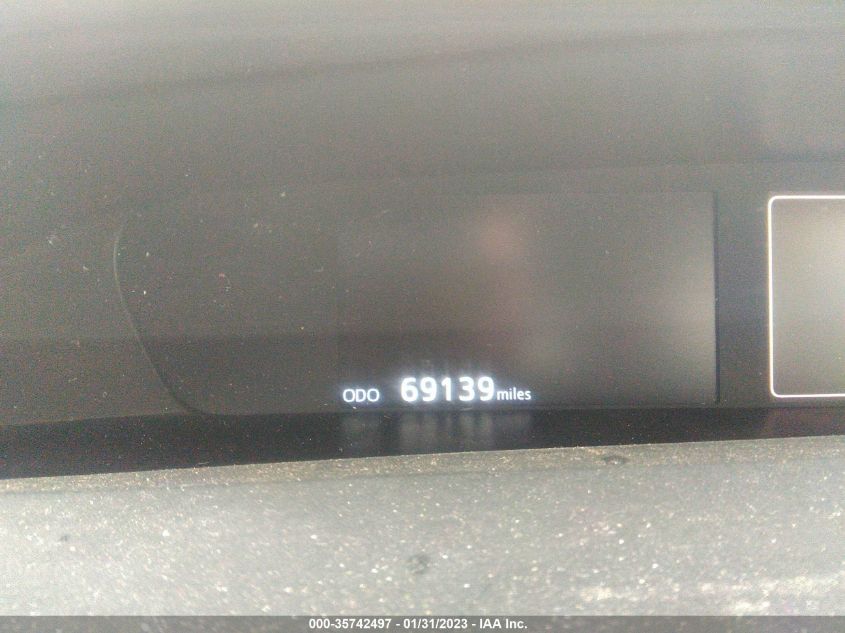 ODO 69139 miles
000-35742497 - 01/31/2023 - IAA Inc.